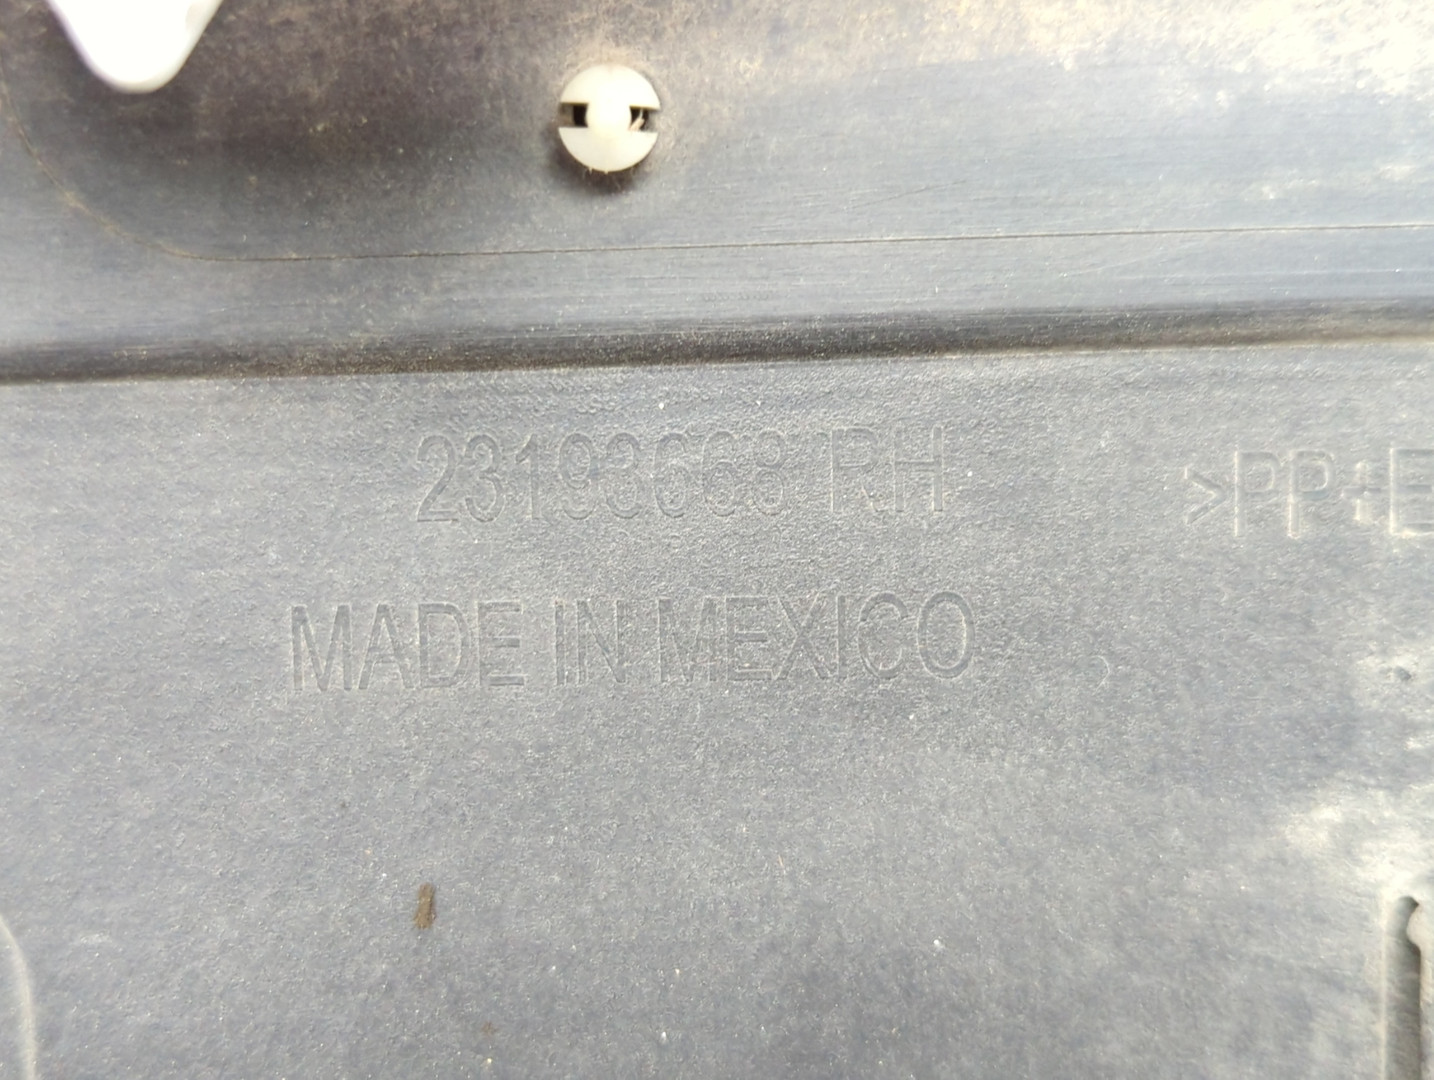 23193668 RH
>PP+E
MADE IN MEXICO